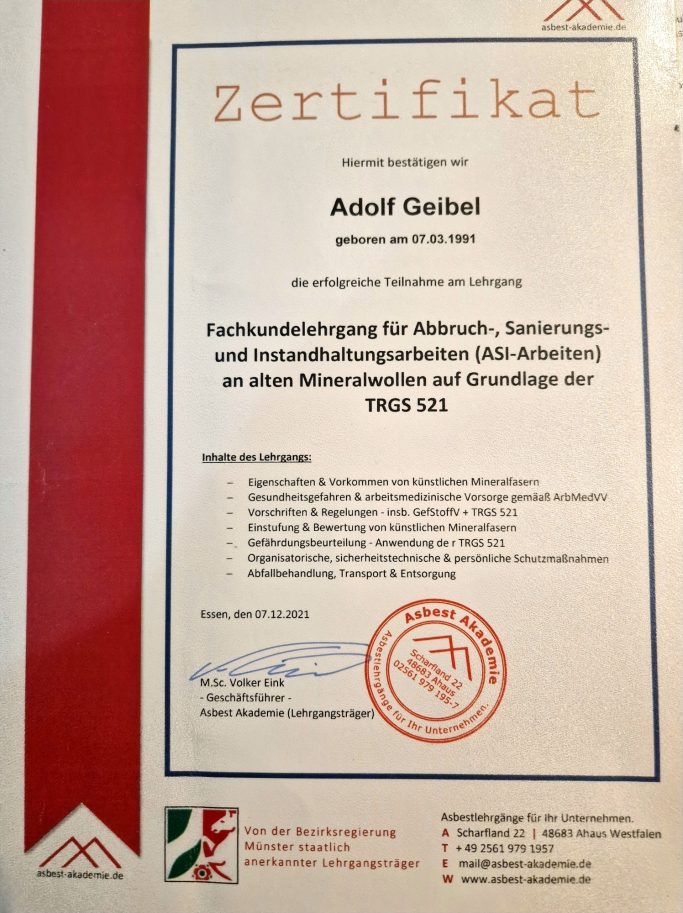 asbest-akademie.de
Zertifikat
Hiermit bestätigen wir
Adolf Geibel
geboren am 07.03.1991
die erfolgreiche Teilnahme am Lehrgang
Fachkundelehrgang für Abbruch-, Sanierungs-
und Instandhaltungsarbeiten (ASI-Arbeiten)
an alten Mineralwollen auf Grundlage der
TRGS 521
Inhalte des Lehrgangs:
– Eigenschaften & Vorkommen von künstlichen Mineralfasern
– Gesundheitsgefahren & arbeitsmedizinische Vorsorge gemäß ArbMedVV
– Vorschriften & Regelungen - insb. GefStoffV + TRGS 521
– Einstufung & Bewertung von künstlichen Mineralfasern
– Gefährdungsbeurteilung - Anwendung de r TRGS 521
– Organisatorische, sicherheitstechnische & persönliche Schutzmaßnahmen
– Abfallbehandlung, Transport & Entsorgung
Essen, den 07.12.2021
M.Sc. Volker Eink
- Geschäftsführer -
Asbest Akademie (Lehrgangsträger)
Asbest Akademie
Scharfland 22
48683 Ahaus
02561 979 195-7
Asbestlehrgänge für Ihr Unternehmen.
asbest-akademie.de
Von der Bezirksregierung
Münster staatlich
anerkannter Lehrgangsträger
Asbestlehrgänge für Ihr Unternehmen.
A Scharfland 22 | 48683 Ahaus Westfalen
T + 49 2561 979 1957
E mail@asbest-akademie.de
W www.asbest-akademie.de